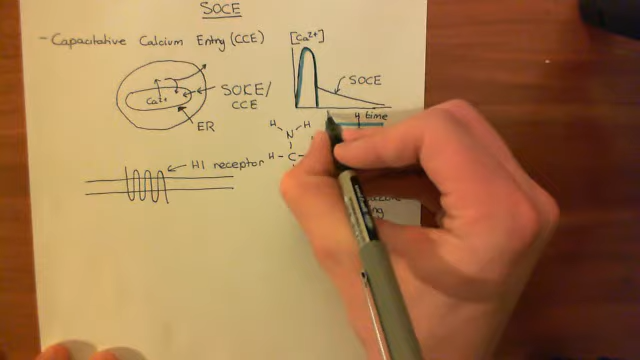 SOCE
- Capacitative Calcium Entry (CCE)
[Ca²⁺]
SOCE
time
Ca²⁺
SOCE/
CCE
ER
H H H
N
H - C
H1 receptor